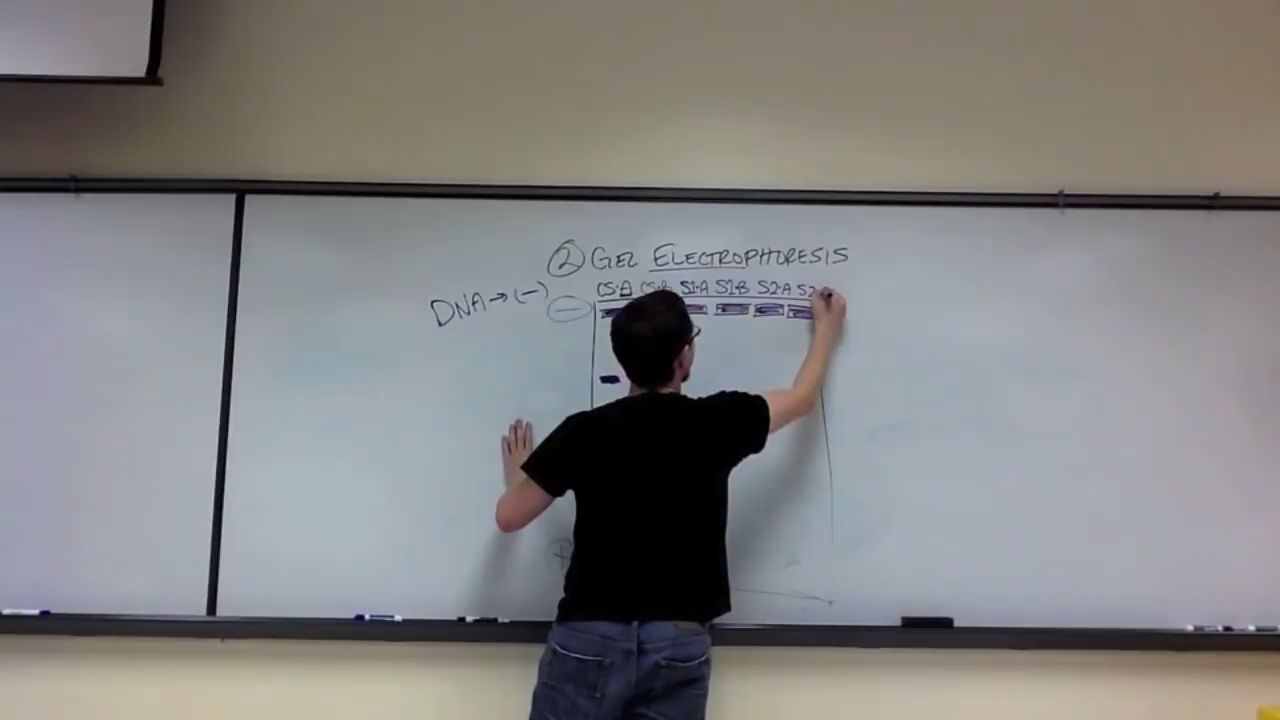 ② GEL ELECTROPHORESIS
CS·A CS·B S1·A S1·B S2·A
DNA→(-)
−
+